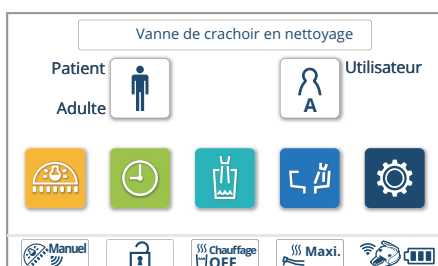 Vanne de crachoir en nettoyage
Patient
Adulte
Utilisateur
A
Manuel
Chauffage
OFF
Maxi.